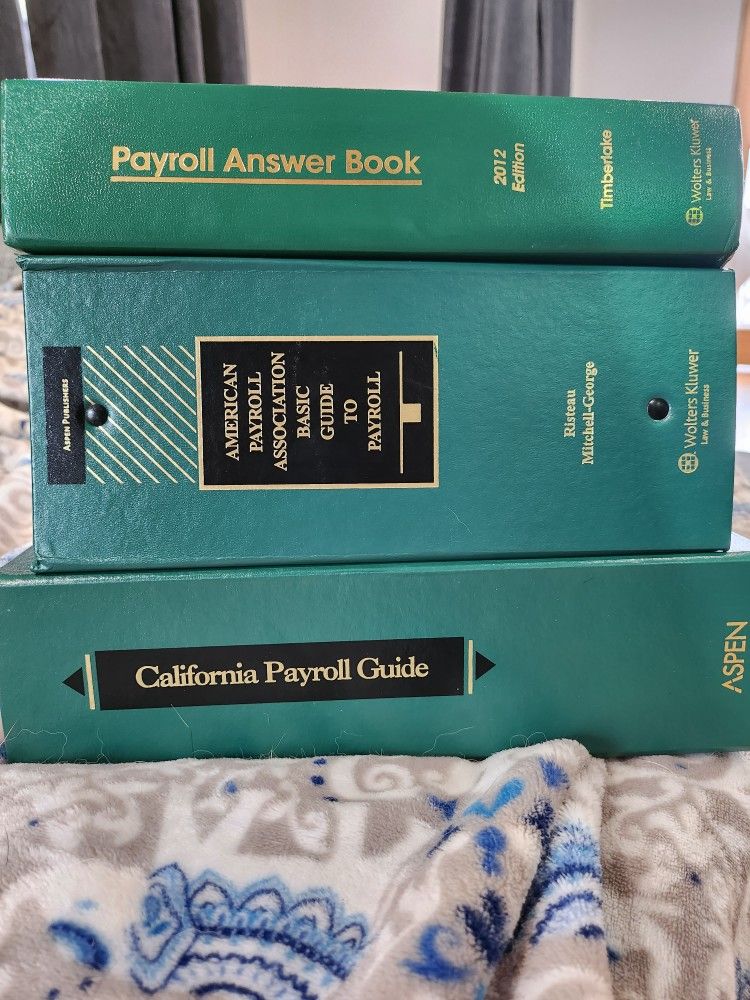 Payroll Answer Book
2012
Edition
Timberlake
Wolters Kluwer
Law & Business
ASPEN PUBLISHERS
AMERICAN
PAYROLL
ASSOCIATION
BASIC
GUIDE
TO
PAYROLL
Risteau
Mitchell-George
Wolters Kluwer
Law & Business
California Payroll Guide
ASPEN